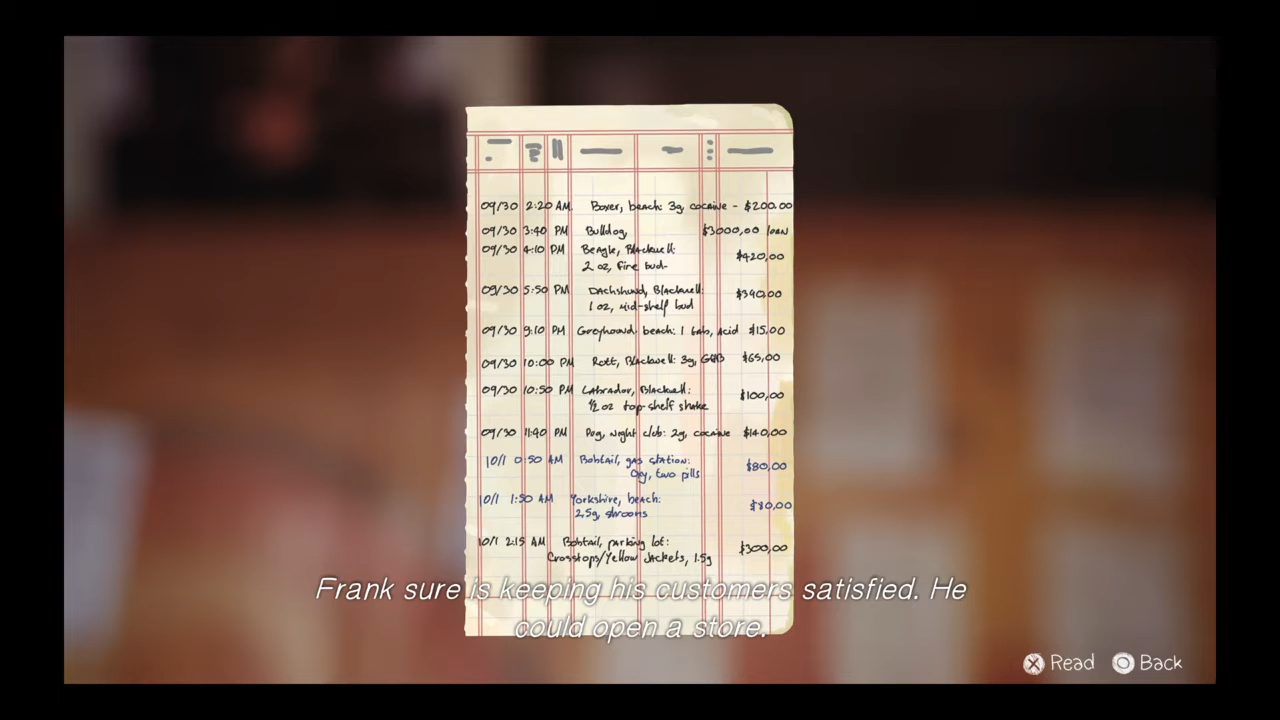 09/30 2:20 AM. Boxer, beach: 3g, cocaine - $200.00
09/30 3:40 PM Bulldog, $3000,00 loan
09/30 4:10 PM Beagle, Blackwell: $420,00
2 oz, fire bud-
09/30 5:50 PM Dachshund, Blackwell: $340,00
1 oz, mid-shelf bud
09/30 9:10 PM Greyhound, beach: 1 tab, acid $15.00
09/30 10:00 PM Rott, Blackwell: 3g, GHB $65,00
09/30 10:50 PM Labrador, Blackwell: $100,00
1/2 oz top-shelf shake
09/30 11:40 PM Pug, night club: 2g, cocaine $140,00
10/1 0:50 AM Bobtail, gas station: $80,00
Oxy, two pills
10/1 1:50 AM Yorkshire, beach:
2,5g, shrooms
10/1 2:15 AM Bobtail, parking lot: $300,00
Crosstops/Yellow Jackets, 1.5g
Frank sure is keeping his customers satisfied. He
could open a store.
Read Back